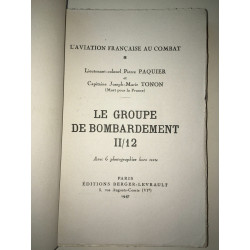 L'AVIATION FRANÇAISE AU COMBAT
Lieutenant-colonel Pierre PAQUIER
et
Capitaine Joseph-Marie TONON
(Mort pour la France)
LE GROUPE
DE BOMBARDEMENT
II/12
Avec 6 photographies hors texte
PARIS
ÉDITIONS BERGER-LEVRAULT
5, rue Auguste-Comte (VIᵉ)
1947